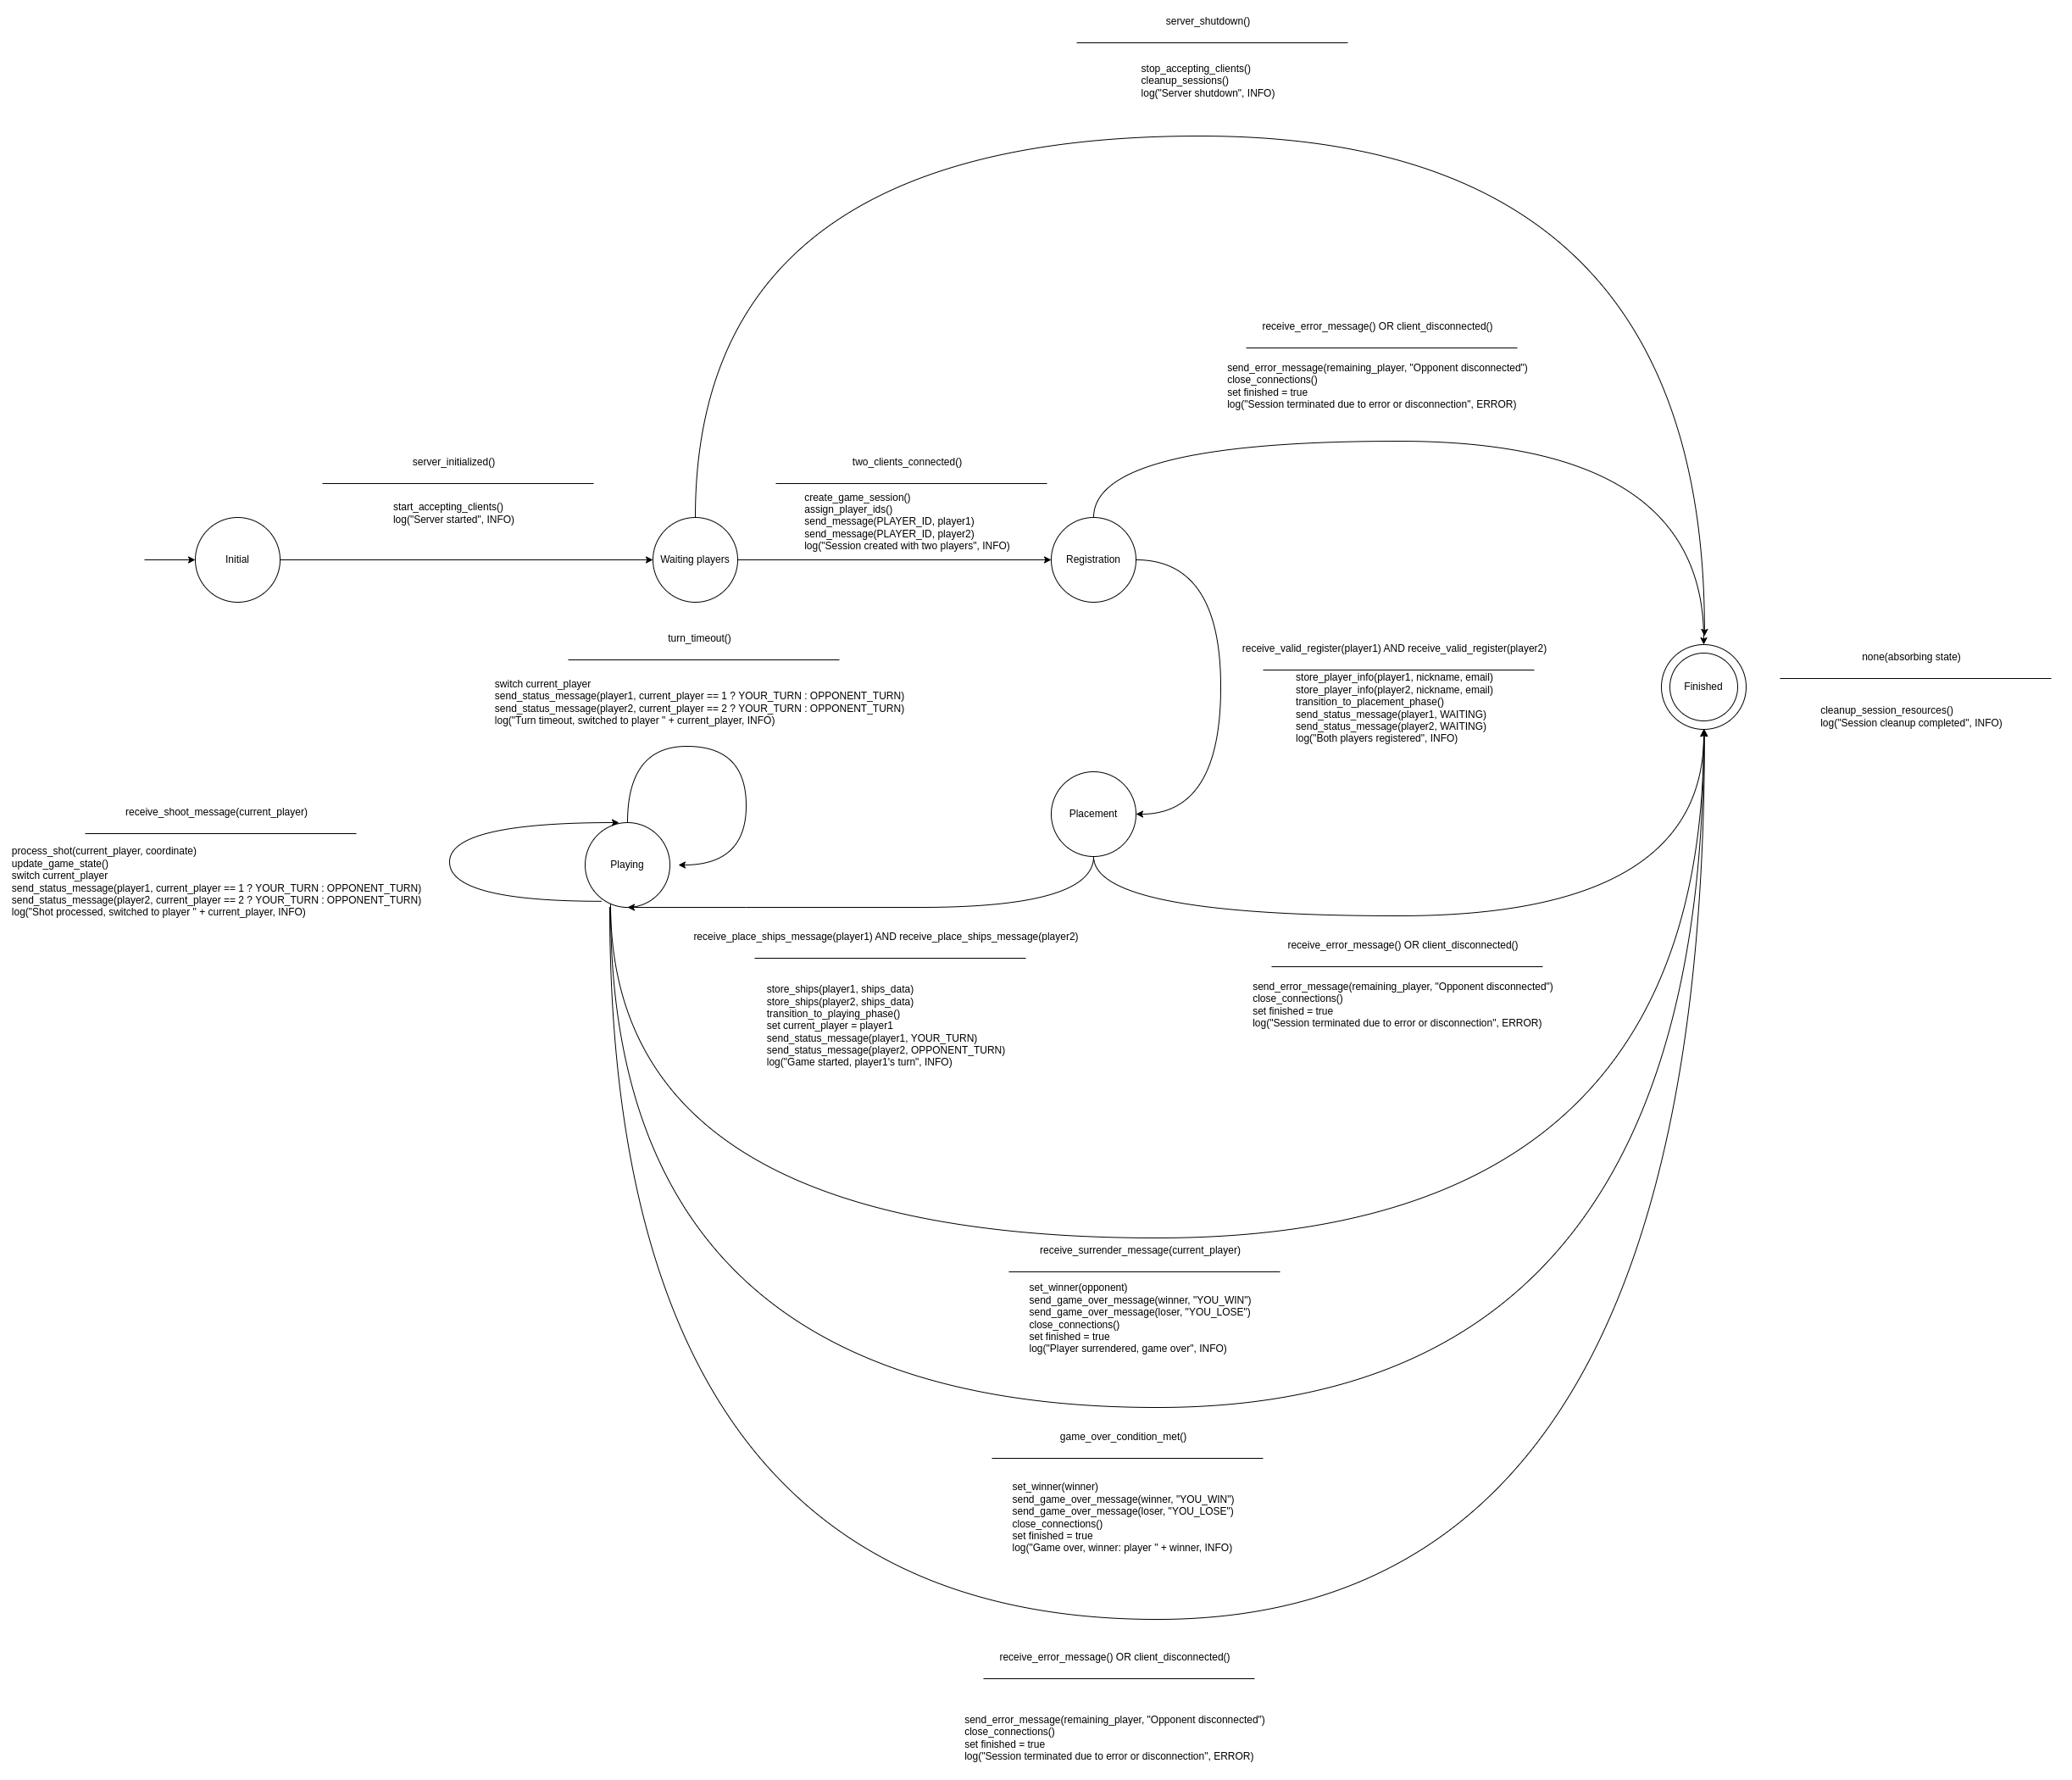 server_shutdown()
stop_accepting_clients()
cleanup_sessions()
log("Server shutdown", INFO)
receive_error_message() OR client_disconnected()
send_error_message(remaining_player, "Opponent disconnected")
close_connections()
set finished = true
log("Session terminated due to error or disconnection", ERROR)
server_initialized()
start_accepting_clients()
log("Server started", INFO)
two_clients_connected()
create_game_session()
assign_player_ids()
send_message(PLAYER_ID, player1)
send_message(PLAYER_ID, player2)
log("Session created with two players", INFO)
Initial
Waiting players
Registration
turn_timeout()
switch current_player
send_status_message(player1, current_player == 1 ? YOUR_TURN : OPPONENT_TURN)
send_status_message(player2, current_player == 2 ? YOUR_TURN : OPPONENT_TURN)
log("Turn timeout, switched to player " + current_player, INFO)
receive_valid_register(player1) AND receive_valid_register(player2)
store_player_info(player1, nickname, email)
store_player_info(player2, nickname, email)
transition_to_placement_phase()
send_status_message(player1, WAITING)
send_status_message(player2, WAITING)
log("Both players registered", INFO)
Finished
none(absorbing state)
cleanup_session_resources()
log("Session cleanup completed", INFO)
receive_shoot_message(current_player)
process_shot(current_player, coordinate)
update_game_state()
switch current_player
send_status_message(player1, current_player == 1 ? YOUR_TURN : OPPONENT_TURN)
send_status_message(player2, current_player == 2 ? YOUR_TURN : OPPONENT_TURN)
log("Shot processed, switched to player " + current_player, INFO)
Playing
Placement
receive_place_ships_message(player1) AND receive_place_ships_message(player2)
store_ships(player1, ships_data)
store_ships(player2, ships_data)
transition_to_playing_phase()
set current_player = player1
send_status_message(player1, YOUR_TURN)
send_status_message(player2, OPPONENT_TURN)
log("Game started, player1's turn", INFO)
receive_error_message() OR client_disconnected()
send_error_message(remaining_player, "Opponent disconnected")
close_connections()
set finished = true
log("Session terminated due to error or disconnection", ERROR)
receive_surrender_message(current_player)
set_winner(opponent)
send_game_over_message(winner, "YOU_WIN")
send_game_over_message(loser, "YOU_LOSE")
close_connections()
set finished = true
log("Player surrendered, game over", INFO)
game_over_condition_met()
set_winner(winner)
send_game_over_message(winner, "YOU_WIN")
send_game_over_message(loser, "YOU_LOSE")
close_connections()
set finished = true
log("Game over, winner: player " + winner, INFO)
receive_error_message() OR client_disconnected()
send_error_message(remaining_player, "Opponent disconnected")
close_connections()
set finished = true
log("Session terminated due to error or disconnection", ERROR)